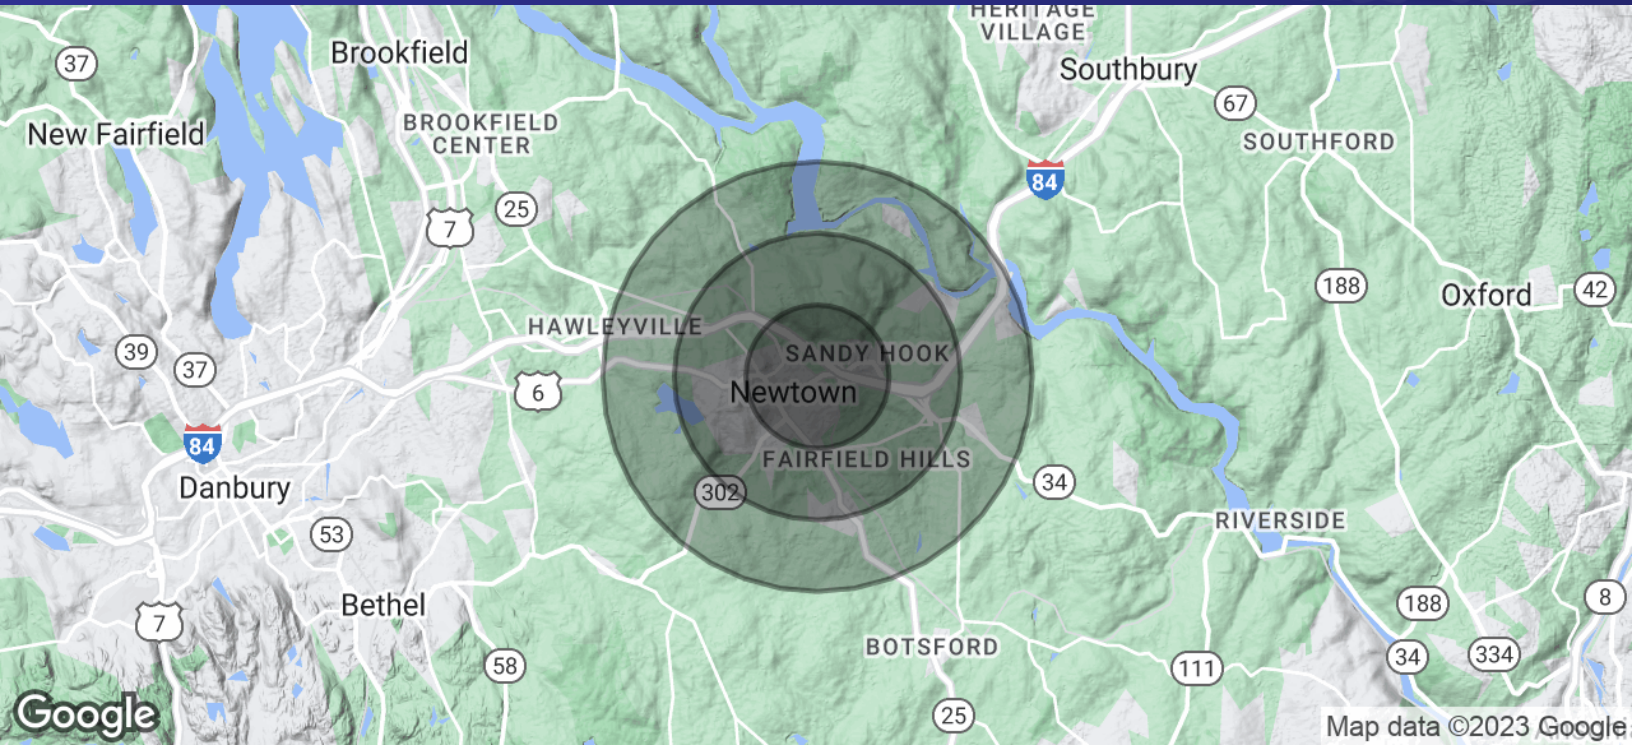 HERITAGE
VILLAGE
Brookfield
37
Southbury
67
BROOKFIELD
CENTER
New Fairfield
SOUTHFORD
84
25
7
188
Oxford
42
HAWLEYVILLE
39
SANDY HOOK
37
6
Newtown
84
FAIRFIELD HILLS
Danbury
302
34
RIVERSIDE
53
Bethel
188
8
7
BOTSFORD
58
111
34
334
Google
25
Map data ©2023 Google